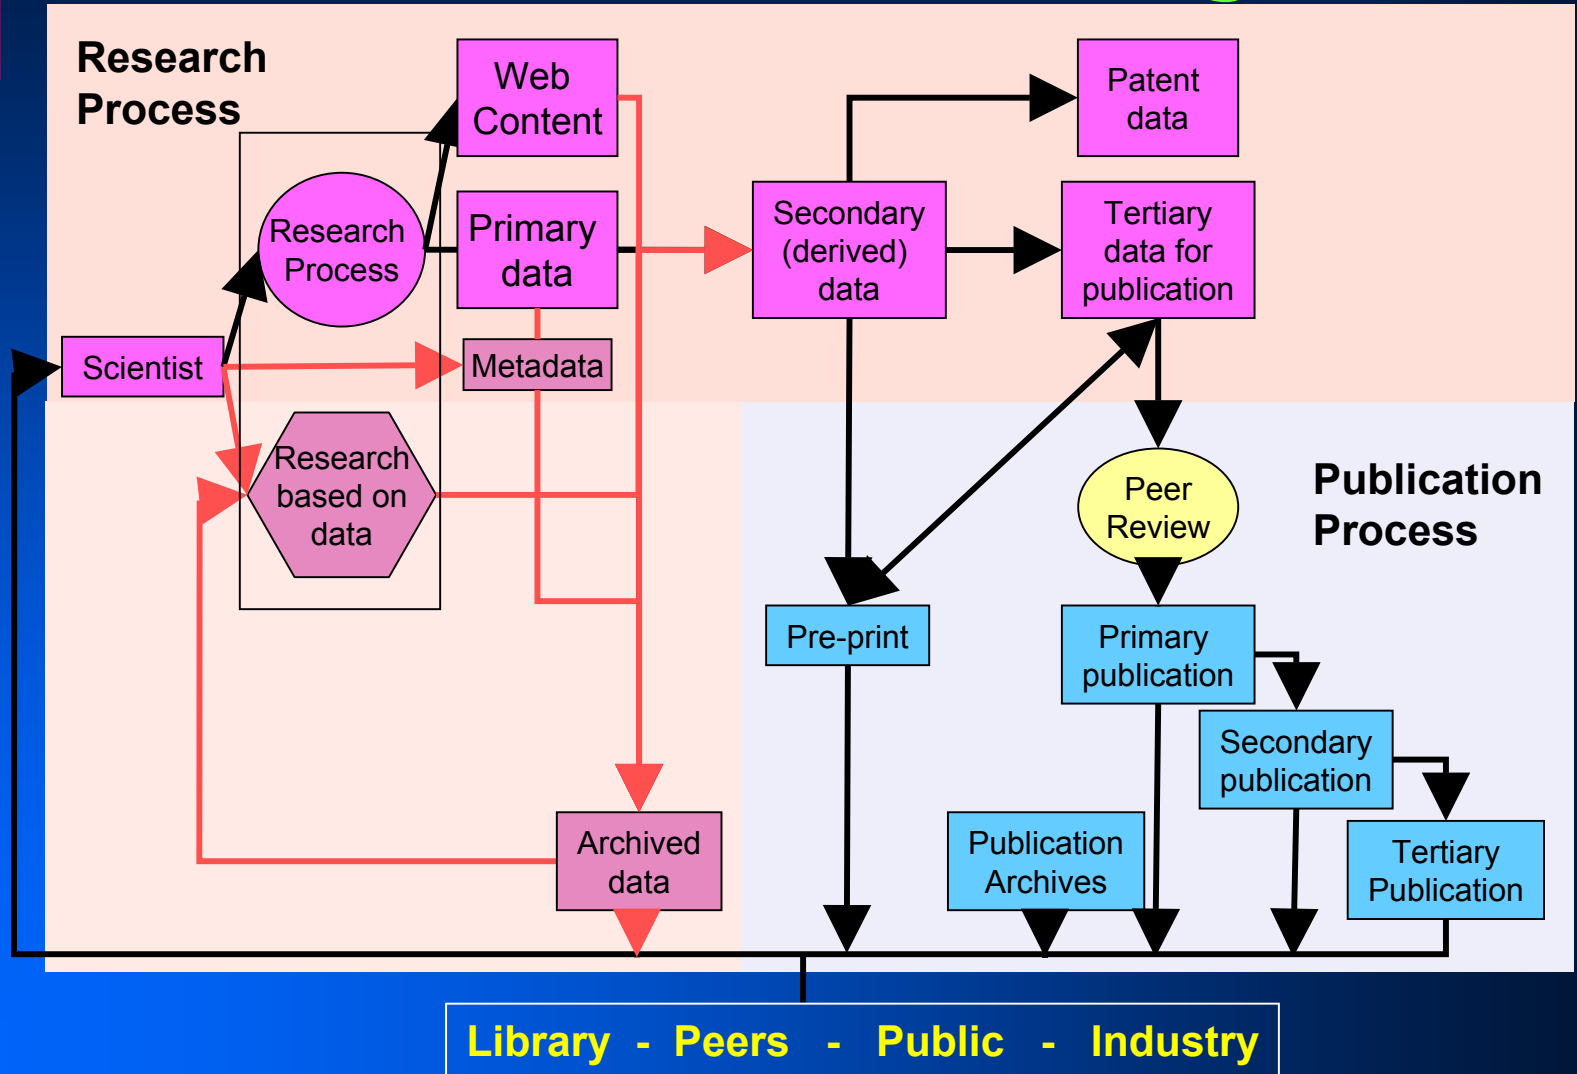 Research
Process
Web
Content
Patent
data
Research
Process
Primary
data
Secondary
(derived)
data
Tertiary
data for
publication
Scientist
Metadata
Research
based on
data
Peer
Review
Publication
Process
Pre-print
Primary
publication
Secondary
publication
Archived
data
Publication
Archives
Tertiary
Publication
Library - Peers - Public - Industry